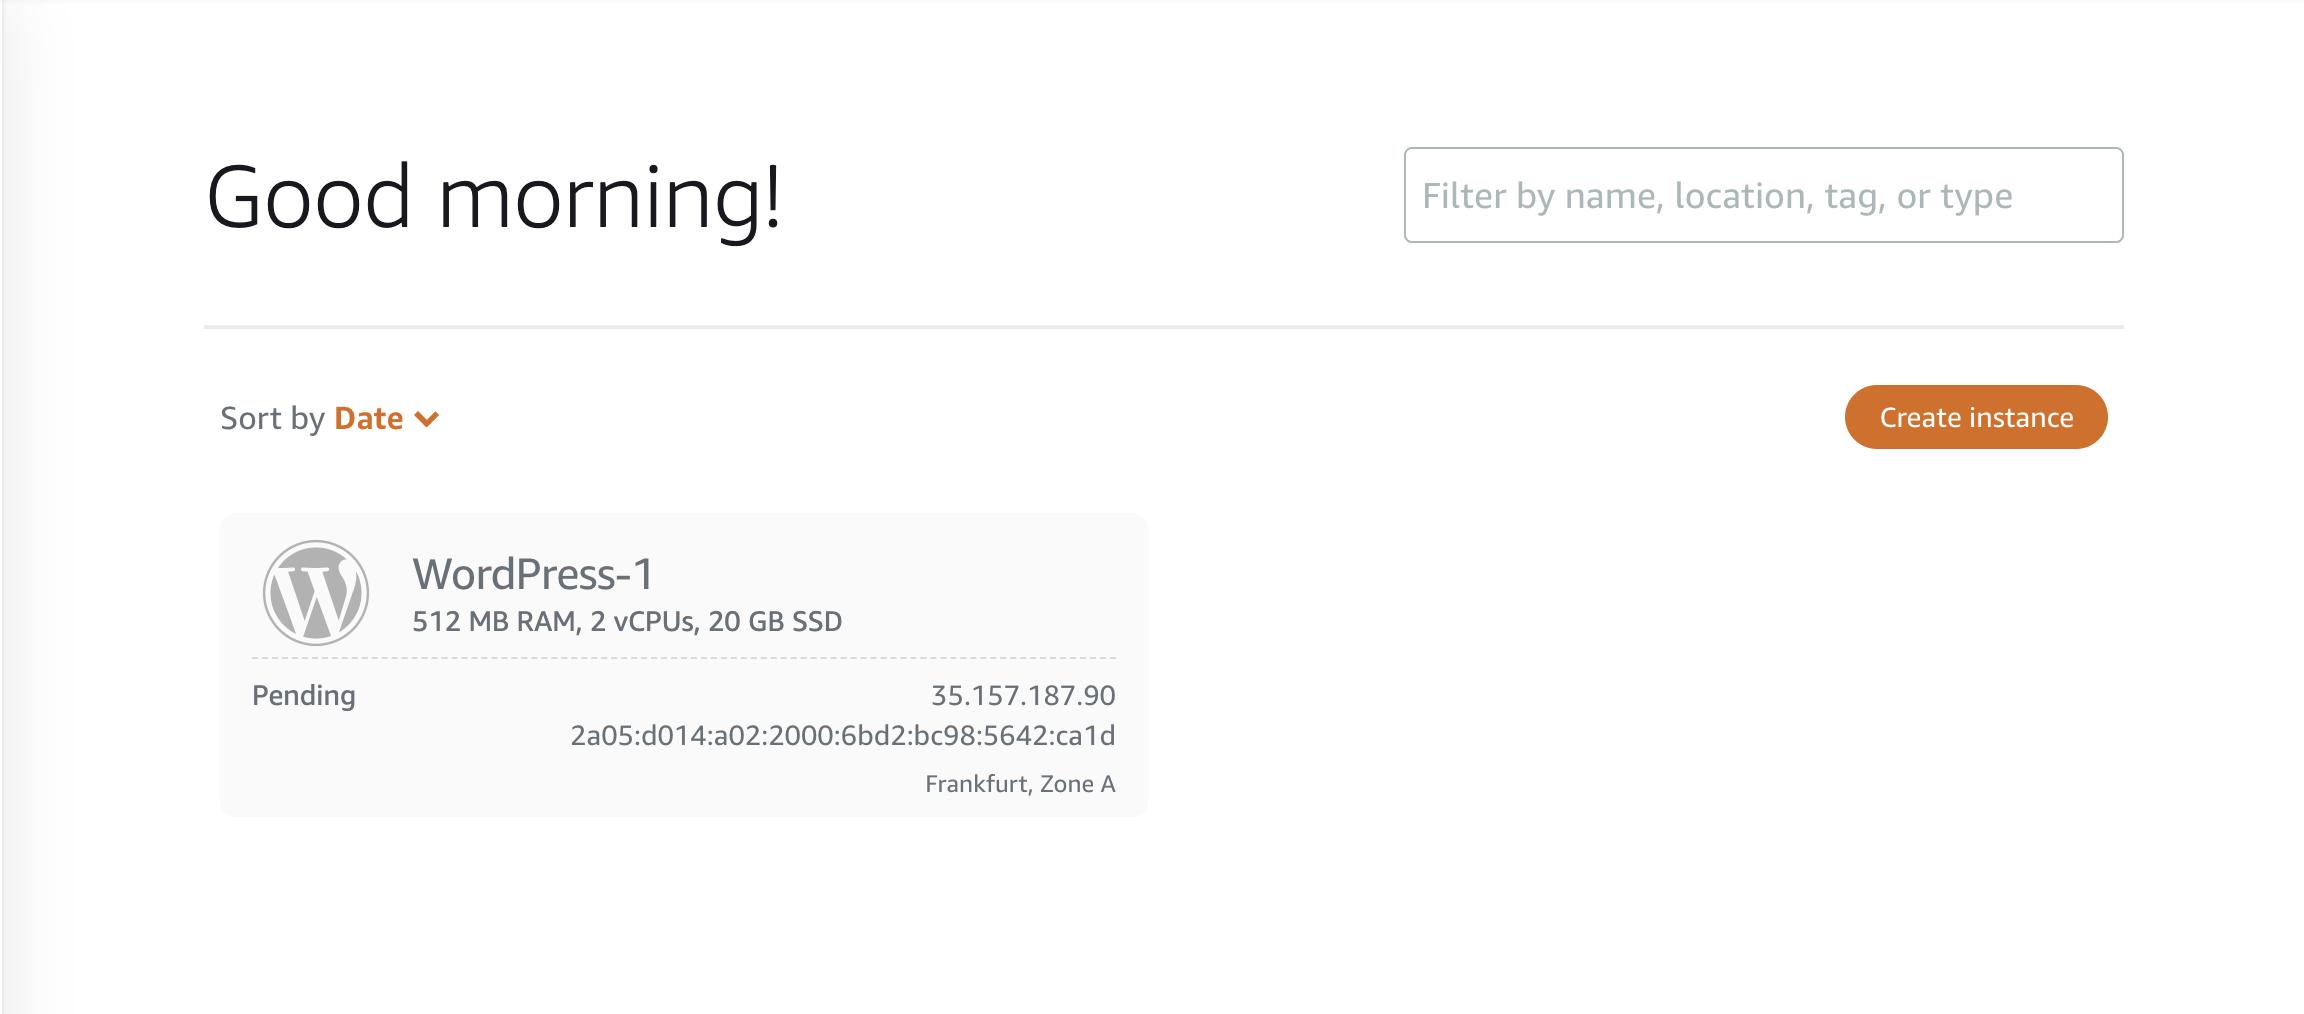 Good morning!
Filter by name, location, tag, or type
Sort by Date
Create instance
WordPress-1
512 MB RAM, 2 vCPUs, 20 GB SSD
Pending
35.157.187.90
2a05:d014:a02:2000:6bd2:bc98:5642:ca1d
Frankfurt, Zone A